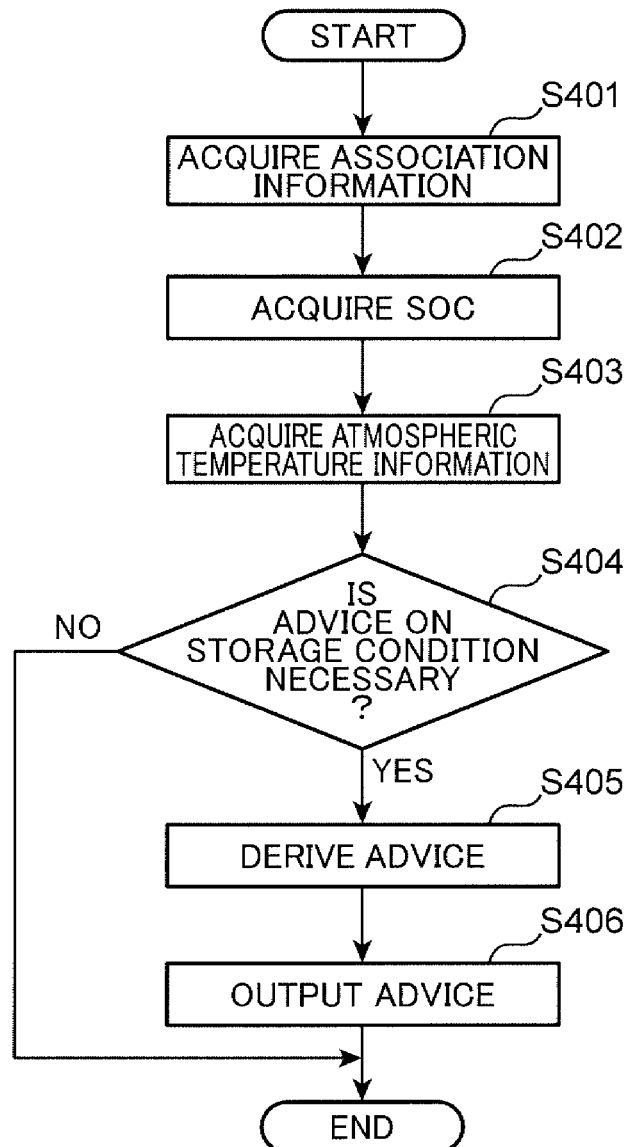 START
S401
ACQUIRE ASSOCIATION
INFORMATION
S402
ACQUIRE SOC
S403
ACQUIRE ATMOSPHERIC
TEMPERATURE INFORMATION
S404
IS
ADVICE ON
STORAGE CONDITION
NECESSARY
?
NO
YES
S405
DERIVE ADVICE
S406
OUTPUT ADVICE
END